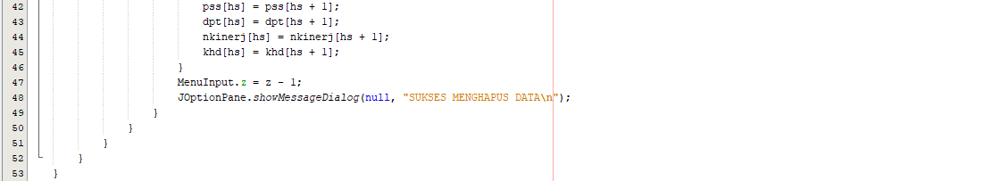 42 pss[hs] = pss[hs + 1];
43 dpt[hs] = dpt[hs + 1];
44 nkinerj[hs] = nkinerj[hs + 1];
45 khd[hs] = khd[hs + 1];
46 }
47 MenuInput.z = z - 1;
48 JOptionPane.showMessageDialog(null, "SUKSES MENGHAPUS DATA\n");
49 }
50 }
51 }
52 }
53 }